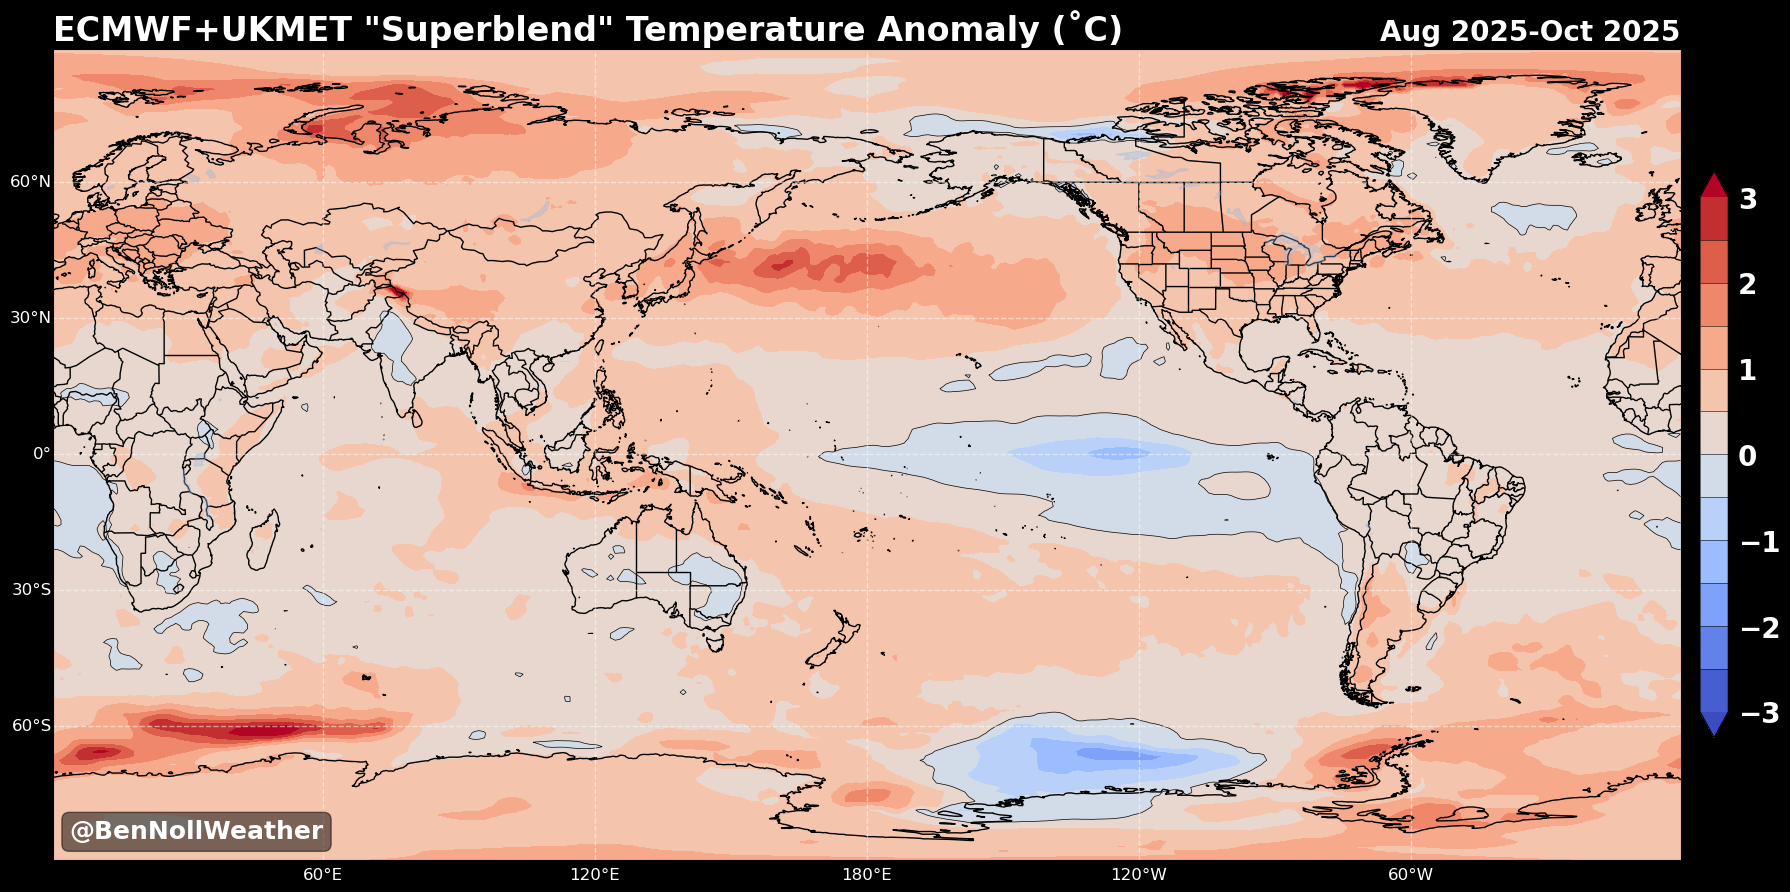 ECMWF+UKMET "Superblend" Temperature Anomaly (˚C)
Aug 2025-Oct 2025
60°N
30°N
0°
30°S
60°S
60°E
120°E
180°E
120°W
60°W
3
2
1
0
−1
−2
−3
@BenNollWeather